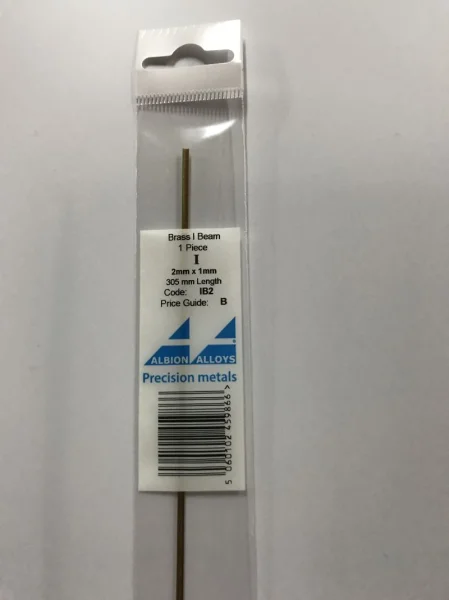 Brass I Beam
1 Piece
I
2mm x 1mm
305 mm Length
Code: IB2
Price Guide: B
ALBION ALLOYS
Precision metals
5 060102 459866 >